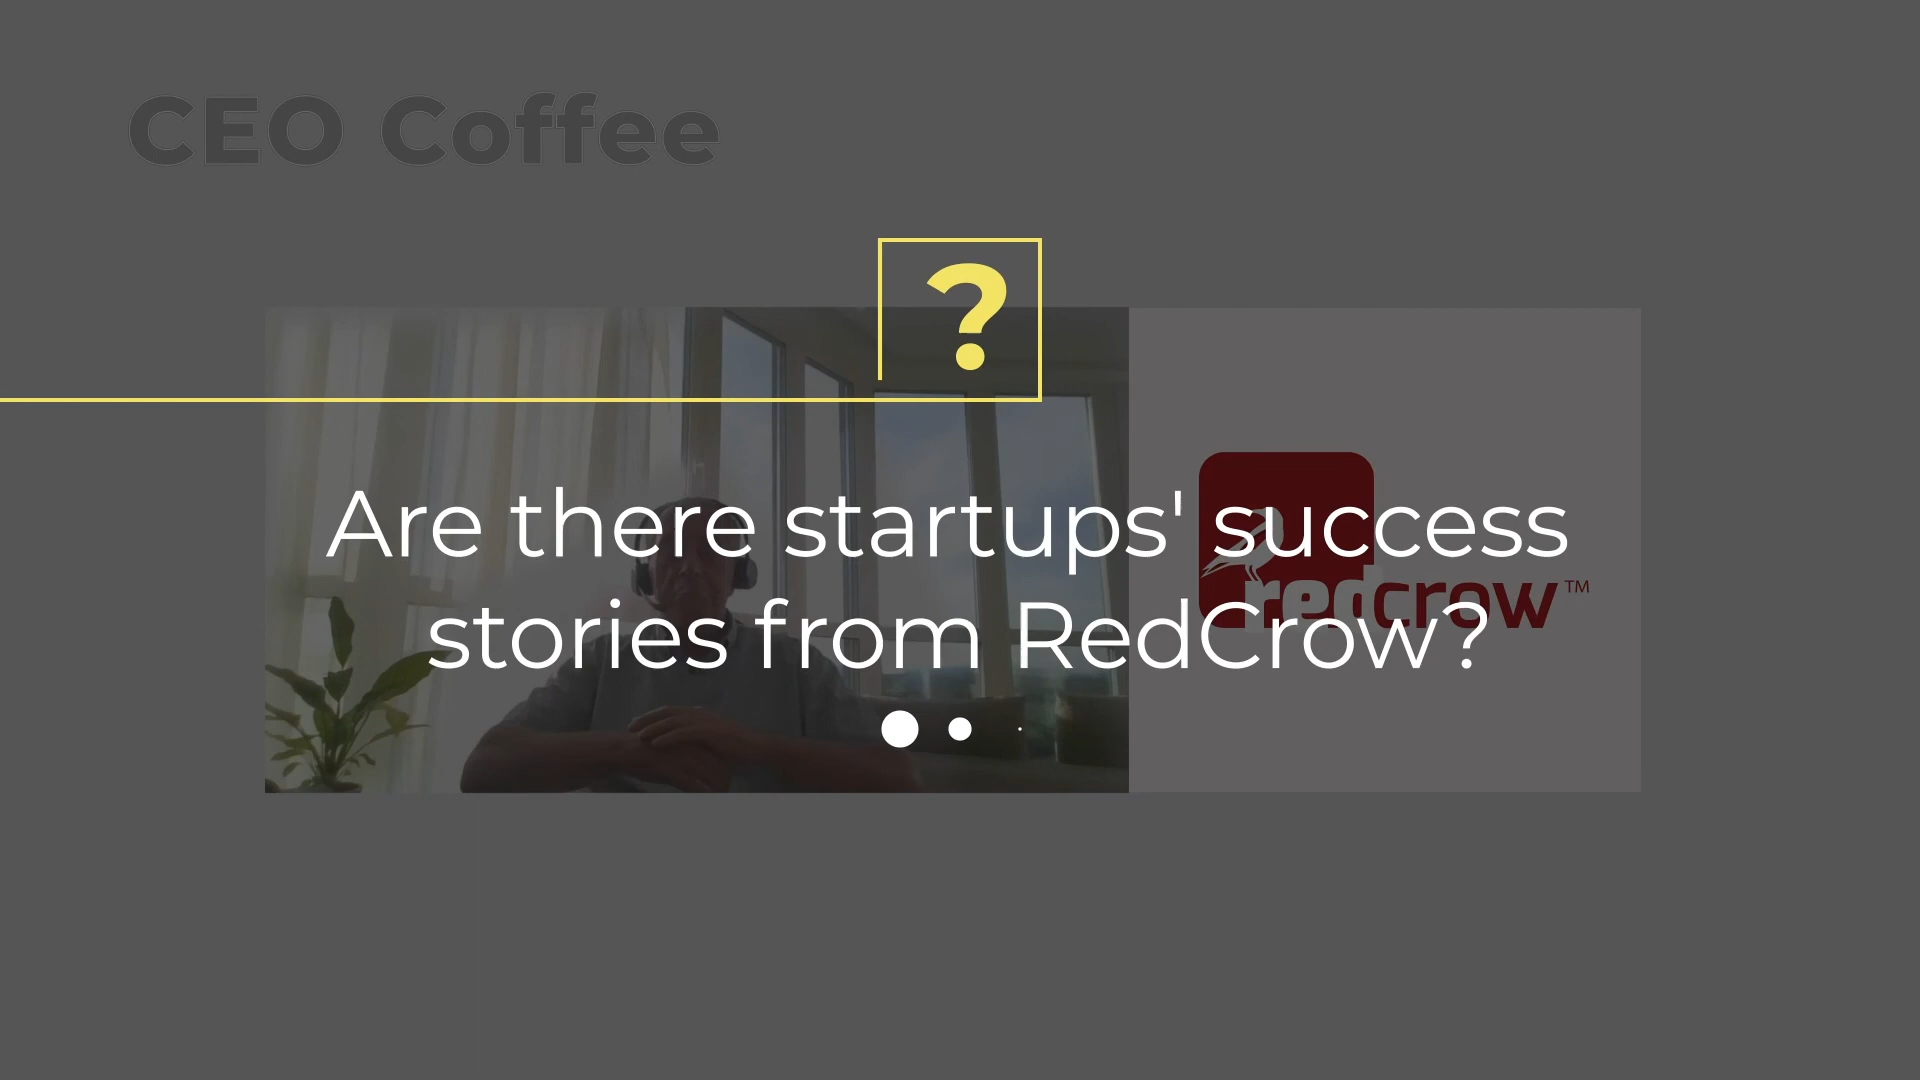 CEO Coffee
?
Are there startups' success
stories from RedCrow?
redcrow™